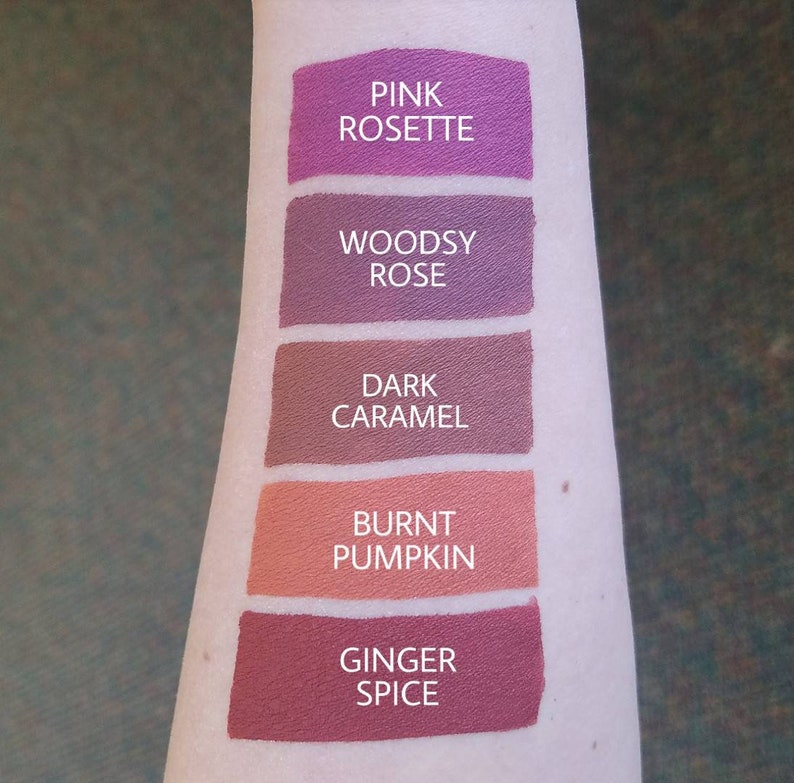 PINK
ROSETTE
WOODSY
ROSE
DARK
CARAMEL
BURNT
PUMPKIN
GINGER
SPICE